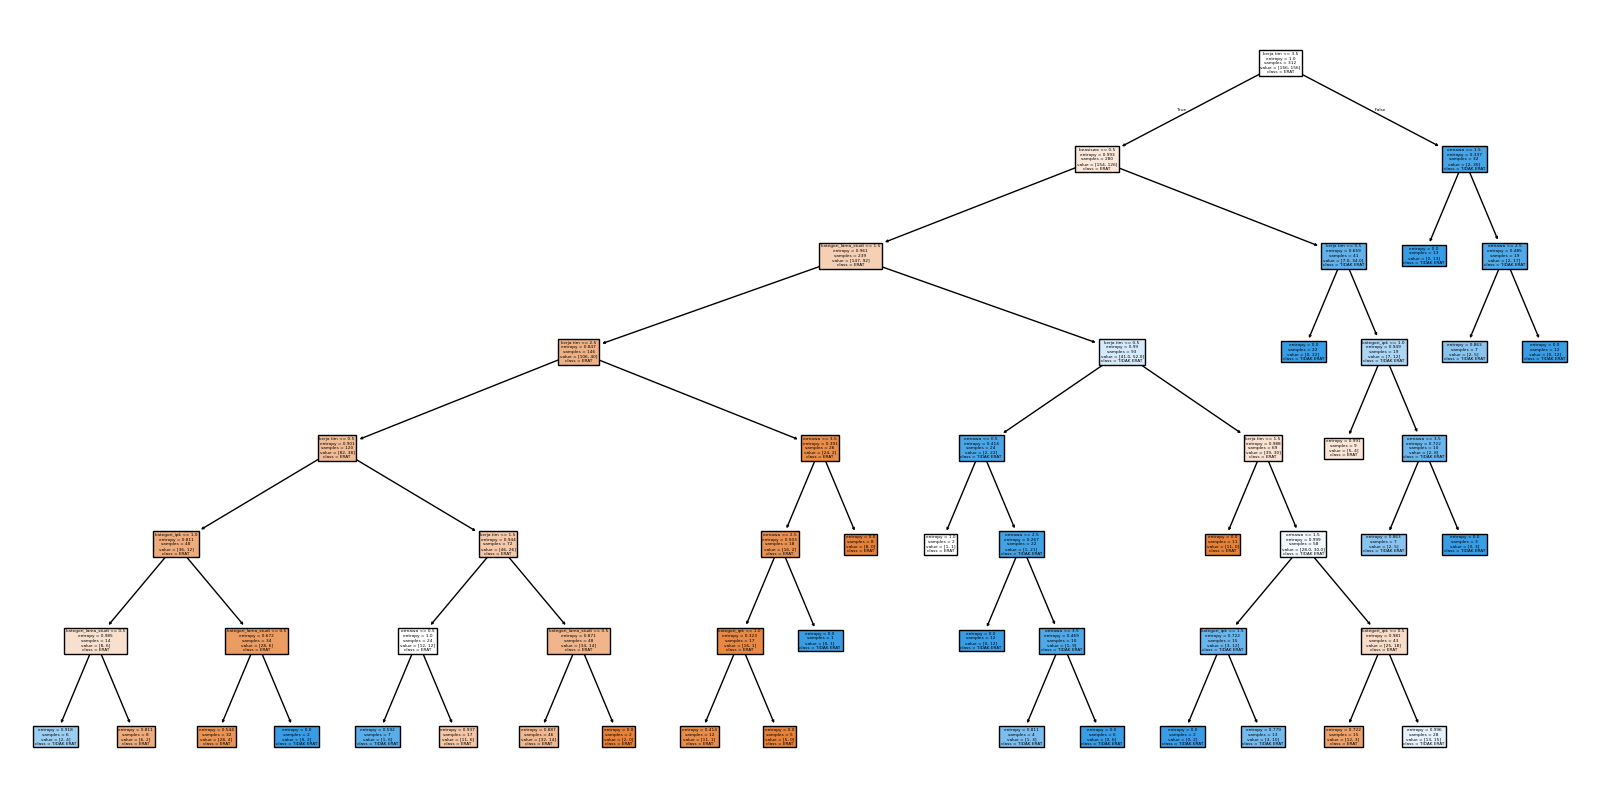 kerja tim <= 3.5
entropy = 1.0
samples = 312
value = [156, 156]
class = ERAT
True
False
beasiswa <= 0.5
entropy = 0.993
samples = 280
value = [154, 126]
class = ERAT
ormawa <= 1.5
entropy = 0.337
samples = 32
value = [2, 30]
class = TIDAK ERAT
kategori_lama_studi <= 1.5
entropy = 0.961
samples = 239
value = [147, 92]
class = ERAT
kerja tim <= 0.5
entropy = 0.659
samples = 41
value = [7.0, 34.0]
class = TIDAK ERAT
entropy = 0.0
samples = 13
value = [0, 13]
class = TIDAK ERAT
ormawa <= 2.5
entropy = 0.485
samples = 19
value = [2, 17]
class = TIDAK ERAT
kerja tim <= 2.5
entropy = 0.847
samples = 146
value = [106, 40]
class = ERAT
kerja tim <= 0.5
entropy = 0.99
samples = 93
value = [41.0, 52.0]
class = TIDAK ERAT
entropy = 0.0
samples = 22
value = [0, 22]
class = TIDAK ERAT
kategori_ipk <= 1.0
entropy = 0.949
samples = 19
value = [7, 12]
class = TIDAK ERAT
entropy = 0.863
samples = 7
value = [2, 5]
class = TIDAK ERAT
entropy = 0.0
samples = 12
value = [0, 12]
class = TIDAK ERAT
kerja tim <= 0.5
entropy = 0.901
samples = 120
value = [82, 38]
class = ERAT
ormawa <= 3.5
entropy = 0.391
samples = 26
value = [24, 2]
class = ERAT
entropy = 0.414
samples = 24
value = [2, 22]
class = TIDAK ERAT
kerja tim <= 1.5
entropy = 0.988
samples = 69
value = [39, 30]
class = ERAT
entropy = 0.991
samples = 9
value = [5, 4]
class = ERAT
ormawa <= 3.5
entropy = 0.722
samples = 10
value = [2, 8]
class = TIDAK ERAT
kategori_ipk <= 1.0
entropy = 0.811
samples = 48
value = [36, 12]
class = ERAT
kerja tim <= 1.5
entropy = 0.944
samples = 72
value = [46, 26]
class = ERAT
ormawa <= 2.5
entropy = 0.503
samples = 18
value = [16, 2]
class = ERAT
entropy = 0.0
samples = 8
value = [8, 0]
class = ERAT
entropy = 1.0
samples = 2
value = [1, 1]
class = ERAT
ormawa <= 2.5
entropy = 0.267
samples = 22
value = [1, 21]
class = TIDAK ERAT
entropy = 0.0
samples = 11
value = [11, 0]
class = ERAT
ormawa <= 1.5
entropy = 0.999
samples = 58
value = [28.0, 30.0]
class = TIDAK ERAT
entropy = 0.863
samples = 7
value = [2, 5]
class = TIDAK ERAT
entropy = 0.0
samples = 3
value = [0, 3]
class = TIDAK ERAT
kategori_lama_studi <= 0.5
entropy = 0.985
samples = 14
value = [8, 6]
class = ERAT
kategori_lama_studi <= 0.5
entropy = 0.672
samples = 34
value = [28, 6]
class = ERAT
ormawa <= 0.5
entropy = 1.0
samples = 24
value = [12, 12]
class = ERAT
kategori_lama_studi <= 0.5
entropy = 0.871
samples = 48
value = [34, 14]
class = ERAT
kategori_ipk <= 1.0
entropy = 0.323
samples = 17
value = [16, 1]
class = ERAT
entropy = 0.0
samples = 1
value = [0, 1]
class = TIDAK ERAT
entropy = 0.0
samples = 12
value = [0, 12]
class = TIDAK ERAT
ormawa <= 3.5
entropy = 0.469
samples = 10
value = [1, 9]
class = TIDAK ERAT
entropy = 0.722
samples = 15
value = [3, 12]
class = TIDAK ERAT
kategori_ipk <= 0.5
entropy = 0.981
samples = 43
value = [25, 18]
class = ERAT
entropy = 0.918
samples = 6
value = [2, 4]
class = TIDAK ERAT
entropy = 0.811
samples = 8
value = [6, 2]
class = ERAT
entropy = 0.544
samples = 32
value = [28, 4]
class = ERAT
entropy = 0.0
samples = 2
value = [0, 2]
class = TIDAK ERAT
entropy = 0.592
samples = 7
value = [1, 6]
class = TIDAK ERAT
entropy = 0.937
samples = 17
value = [11, 6]
class = ERAT
entropy = 0.887
samples = 46
value = [32, 14]
class = ERAT
entropy = 0.0
samples = 2
value = [2, 0]
class = ERAT
entropy = 0.414
samples = 12
value = [11, 1]
class = ERAT
entropy = 0.0
samples = 5
value = [5, 0]
class = ERAT
entropy = 0.811
samples = 4
value = [1, 3]
class = TIDAK ERAT
entropy = 0.0
samples = 6
value = [0, 6]
class = TIDAK ERAT
entropy = 0.0
samples = 2
value = [0, 2]
class = TIDAK ERAT
entropy = 0.779
samples = 13
value = [3, 10]
class = TIDAK ERAT
entropy = 0.722
samples = 15
value = [12, 3]
class = ERAT
entropy = 0.996
samples = 28
value = [13, 15]
class = TIDAK ERAT